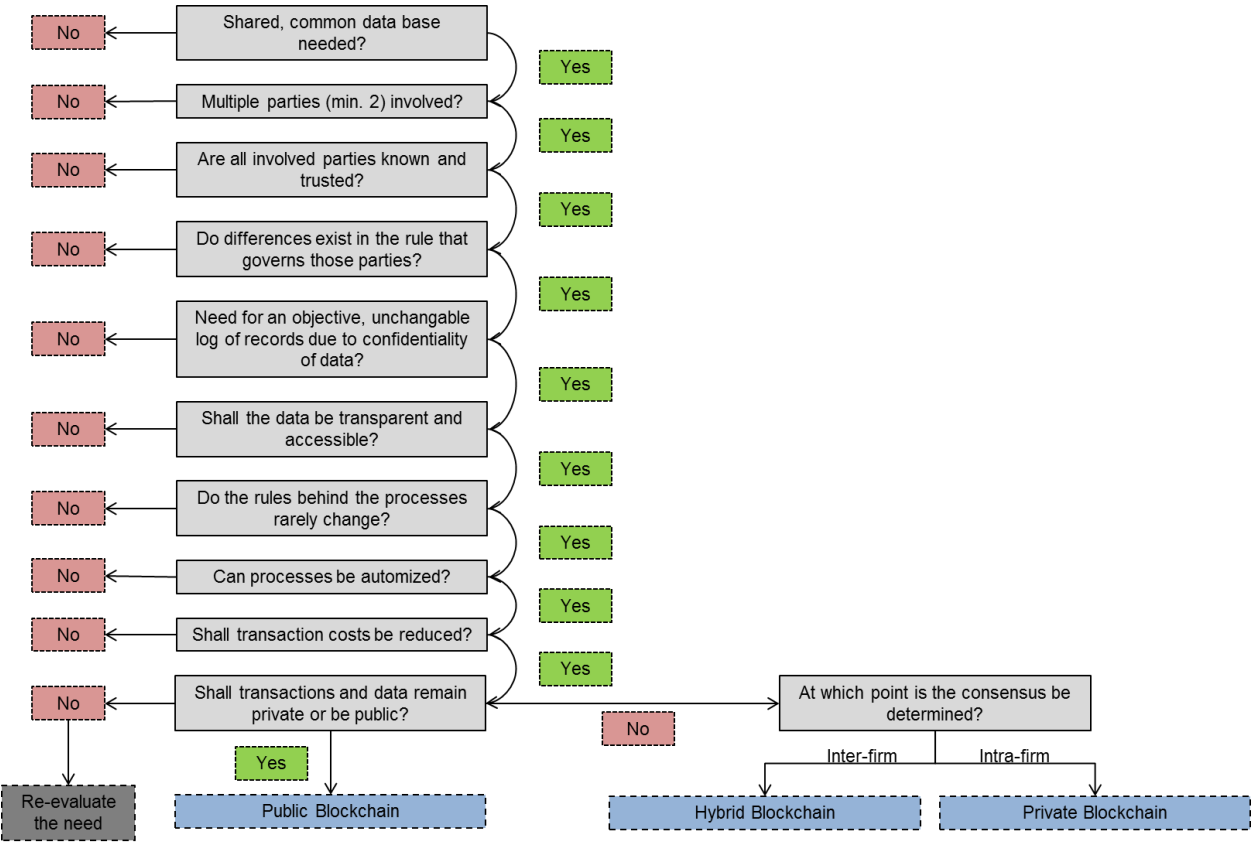 Shared, common data base
needed?
No
Yes
Multiple parties (min. 2) involved?
No
Yes
Are all involved parties known and
trusted?
No
Yes
Do differences exist in the rule that
governs those parties?
No
Yes
Need for an objective, unchangable
log of records due to confidentiality
of data?
No
Yes
Shall the data be transparent and
accessible?
No
Yes
Do the rules behind the processes
rarely change?
No
Yes
Can processes be automized?
No
Yes
Shall transaction costs be reduced?
No
Yes
Shall transactions and data remain
private or be public?
No
Yes
No
At which point is the consensus be
determined?
Inter-firm
Intra-firm
Re-evaluate
the need
Public Blockchain
Hybrid Blockchain
Private Blockchain